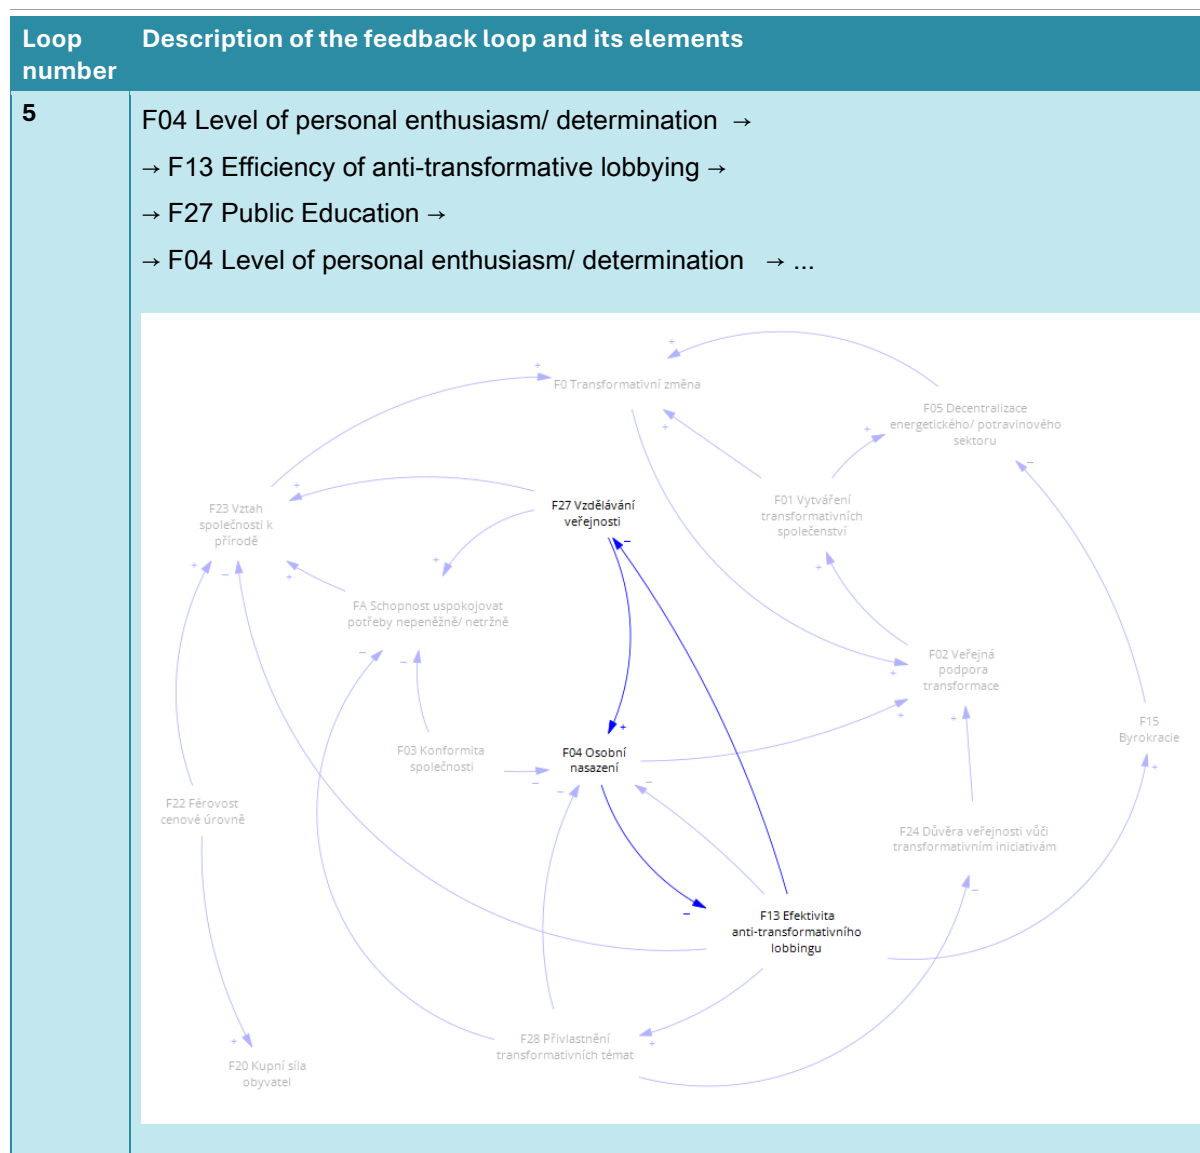 Loop number
Description of the feedback loop and its elements
5
F04 Level of personal enthusiasm/ determination →
→ F13 Efficiency of anti-transformative lobbying →
→ F27 Public Education →
→ F04 Level of personal enthusiasm/ determination → ...
F0 Transformativní změna
F05 Decentralizace
energetického/ potravinového
sektoru
F23 Vztah
společnosti k
přírodě
F27 Vzdělávání
veřejnosti
F01 Vytváření
transformativních
společenství
FA Schopnost uspokojovat
potřeby nepeněžně/ netržně
F02 Veřejná
podpora
transformace
F03 Konformita
společnosti
F04 Osobní
nasazení
F15
Byrokracie
F22 Férovost
cenové úrovně
F24 Důvěra veřejnosti vůči
transformativním iniciativám
F13 Efektivita
anti-transformativního
lobbingu
F28 Přivlastnění
transformativních témat
F20 Kupní síla
obyvatel